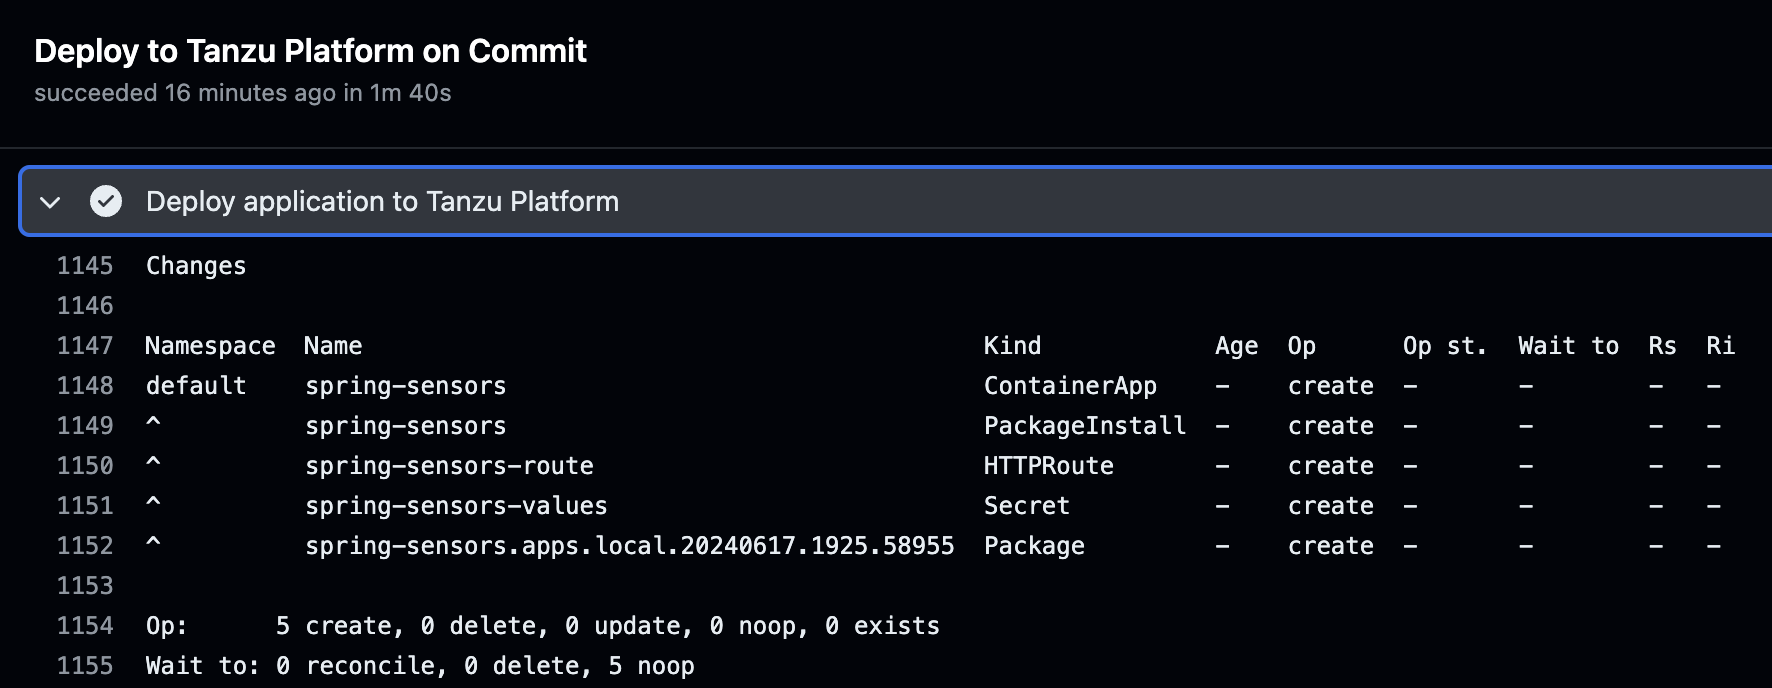 Deploy to Tanzu Platform on Commit
succeeded 16 minutes ago in 1m 40s
Deploy application to Tanzu Platform
1145 Changes
1146
1147 Namespace Name Kind Age Op Op st. Wait to Rs Ri
1148 default spring-sensors ContainerApp - create - - - -
1149 ^ spring-sensors PackageInstall - create - - - -
1150 ^ spring-sensors-route HTTPRoute - create - - - -
1151 ^ spring-sensors-values Secret - create - - - -
1152 ^ spring-sensors.apps.local.20240617.1925.58955 Package - create - - - -
1153
1154 Op: 5 create, 0 delete, 0 update, 0 noop, 0 exists
1155 Wait to: 0 reconcile, 0 delete, 5 noop